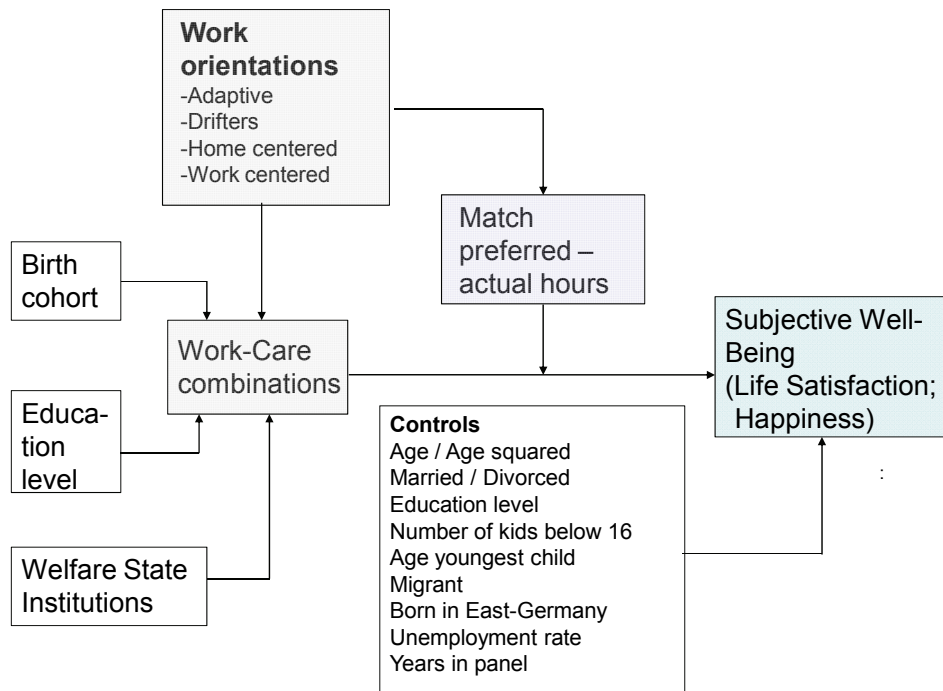 Work
orientations
-Adaptive
-Drifters
-Home centered
-Work centered
Match
preferred –
actual hours
Birth
cohort
Subjective Well-
Being
(Life Satisfaction;
Happiness)
Work-Care
combinations
Educa-
tion
level
Controls
Age / Age squared
Married / Divorced
Education level
Number of kids below 16
Age youngest child
Migrant
Born in East-Germany
Unemployment rate
Years in panel
:
Welfare State
Institutions